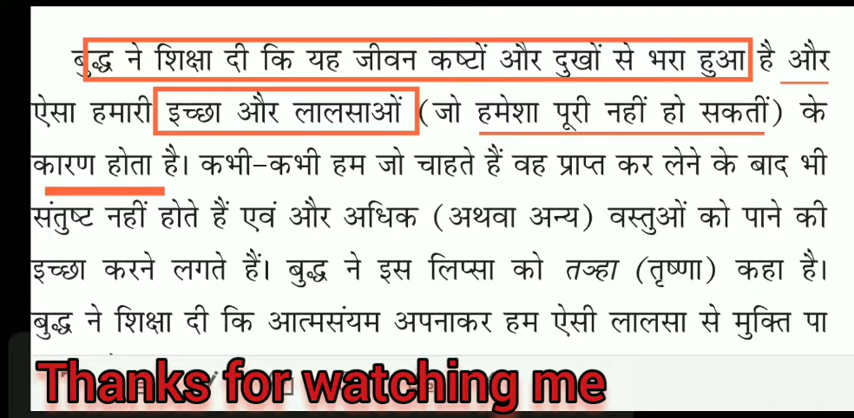 बुद्ध ने शिक्षा दी कि यह जीवन कष्टों और दुखों से भरा हुआ है और
ऐसा हमारी इच्छा और लालसाओं (जो हमेशा पूरी नहीं हो सकतीं) के
कारण होता है। कभी-कभी हम जो चाहते हैं वह प्राप्त कर लेने के बाद भी
संतुष्ट नहीं होते हैं एवं और अधिक (अथवा अन्य) वस्तुओं को पाने की
इच्छा करने लगते हैं। बुद्ध ने इस लिप्सा को तञ्हा (तृष्णा) कहा है।
बुद्ध ने शिक्षा दी कि आत्मसंयम अपनाकर हम ऐसी लालसा से मुक्ति पा
Thanks for watching me